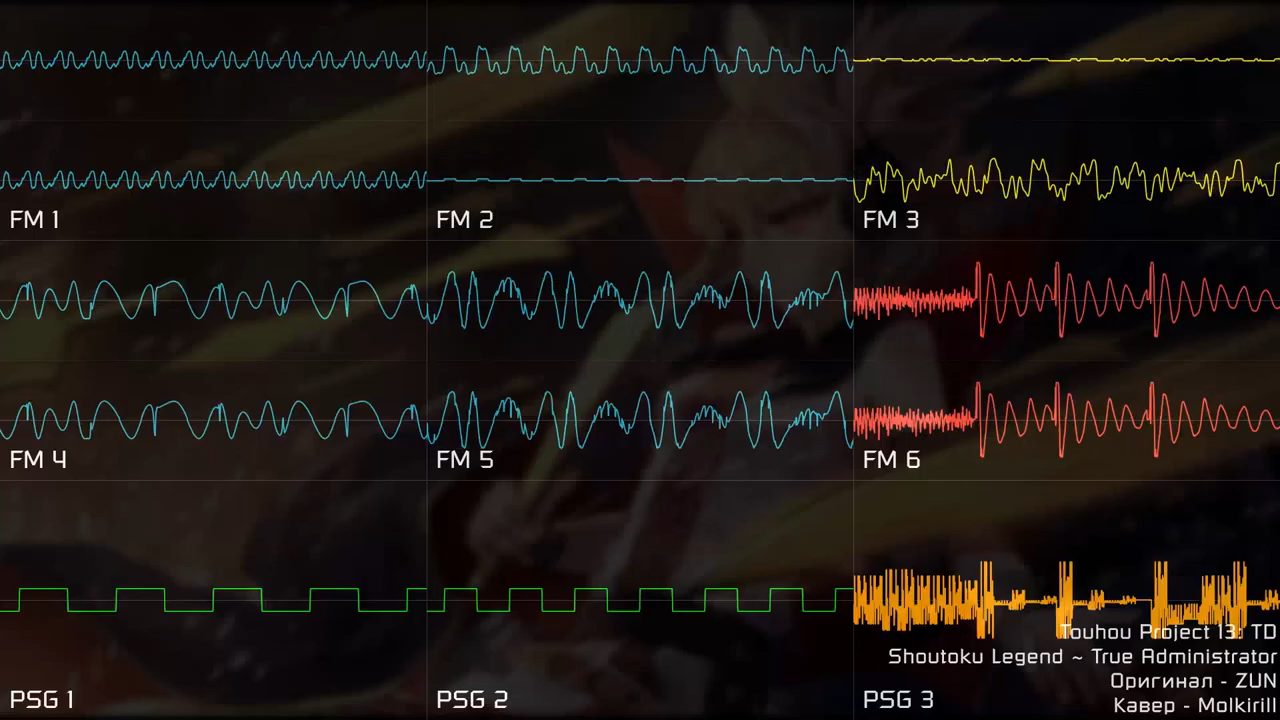 FM 1
FM 2
FM 3
FM 4
FM 5
FM 6
PSG 1
PSG 2
PSG 3
Touhou Project 13: TD
Shoutoku Legend ~ True Administrator
Оригинал - ZUN
Кавер - Molkirill